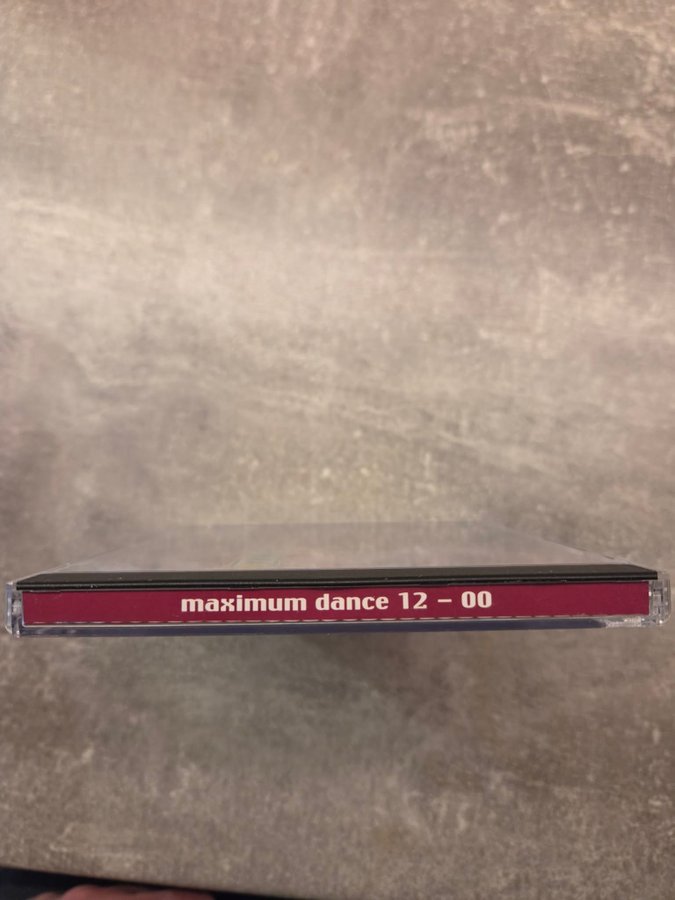 maximum dance 12 – 00